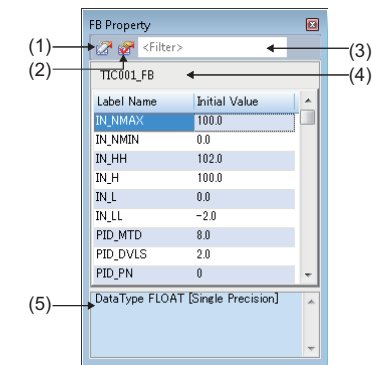 FB Property
(1)
(2)
<Filter>
(3)
TIC001_FB
(4)
Label Name Initial Value
IN_NMAX 100.0
IN_NMIN 0.0
IN_HH 102.0
IN_H 100.0
IN_L 0.0
IN_LL -2.0
PID_MTD 8.0
PID_DVLS 2.0
PID_PN 0
(5)
DataType FLOAT [Single Precision]